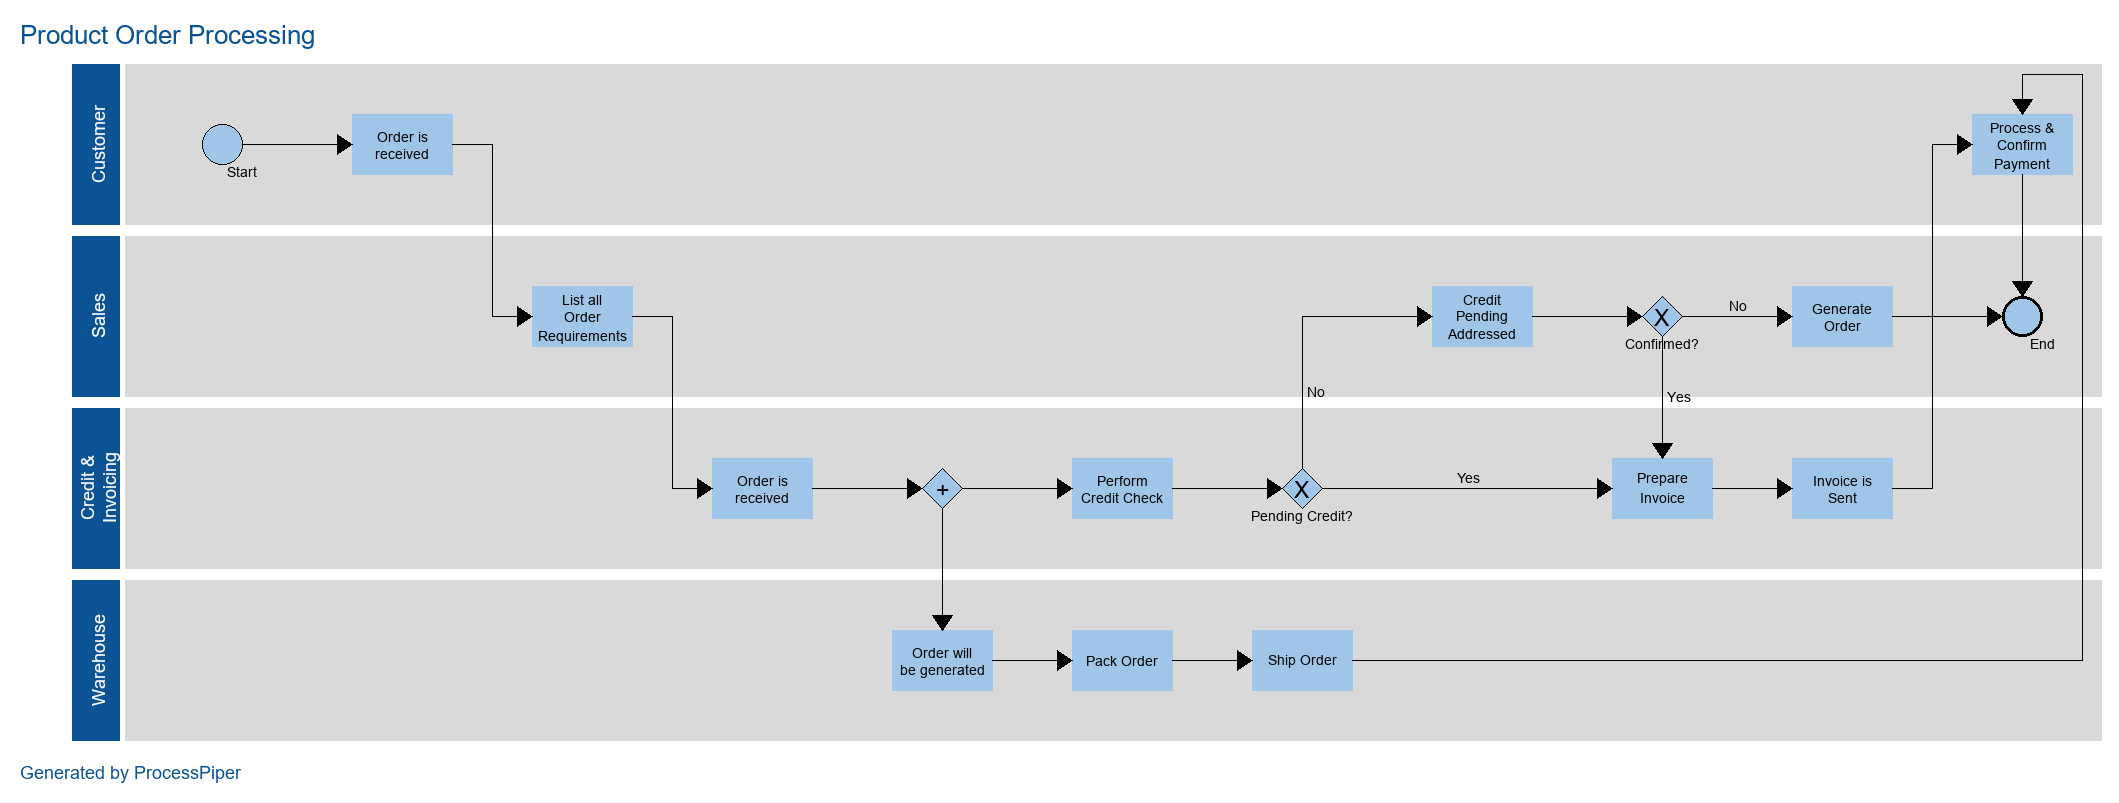 Product Order Processing
Customer
Start
Order is
received
Process &
Confirm
Payment
Sales
List all
Order
Requirements
Credit
Pending
Addressed
X
Confirmed?
No
Generate
Order
End
No
Yes
Credit &
Invoicing
Order is
received
+
Perform
Credit Check
X
Pending Credit?
Yes
Prepare
Invoice
Invoice is
Sent
Warehouse
Order will
be generated
Pack Order
Ship Order
Generated by ProcessPiper